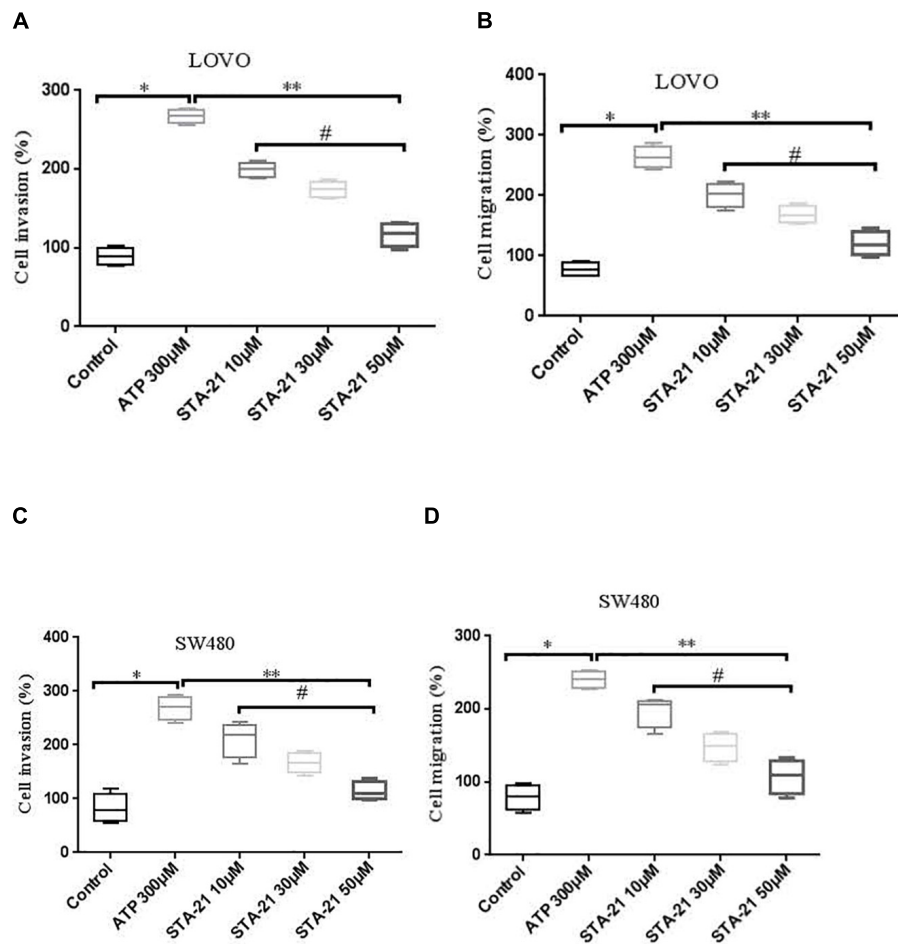 A
LOVO
Cell invasion (%)
300
200
100
0
*
**
#
Control
ATP 300μM
STA-21 10μM
STA-21 30μM
STA-21 50μM
B
LOVO
Cell migration (%)
400
300
200
100
0
*
**
#
Control
ATP 300μM
STA-21 10μM
STA-21 30μM
STA-21 50μM
C
SW480
Cell invasion (%)
400
300
200
100
0
*
**
#
Control
ATP 300μM
STA-21 10μM
STA-21 30μM
STA-21 50μM
D
SW480
Cell migration (%)
300
200
100
0
*
**
#
Control
ATP 300μM
STA-21 10μM
STA-21 30μM
STA-21 50μM